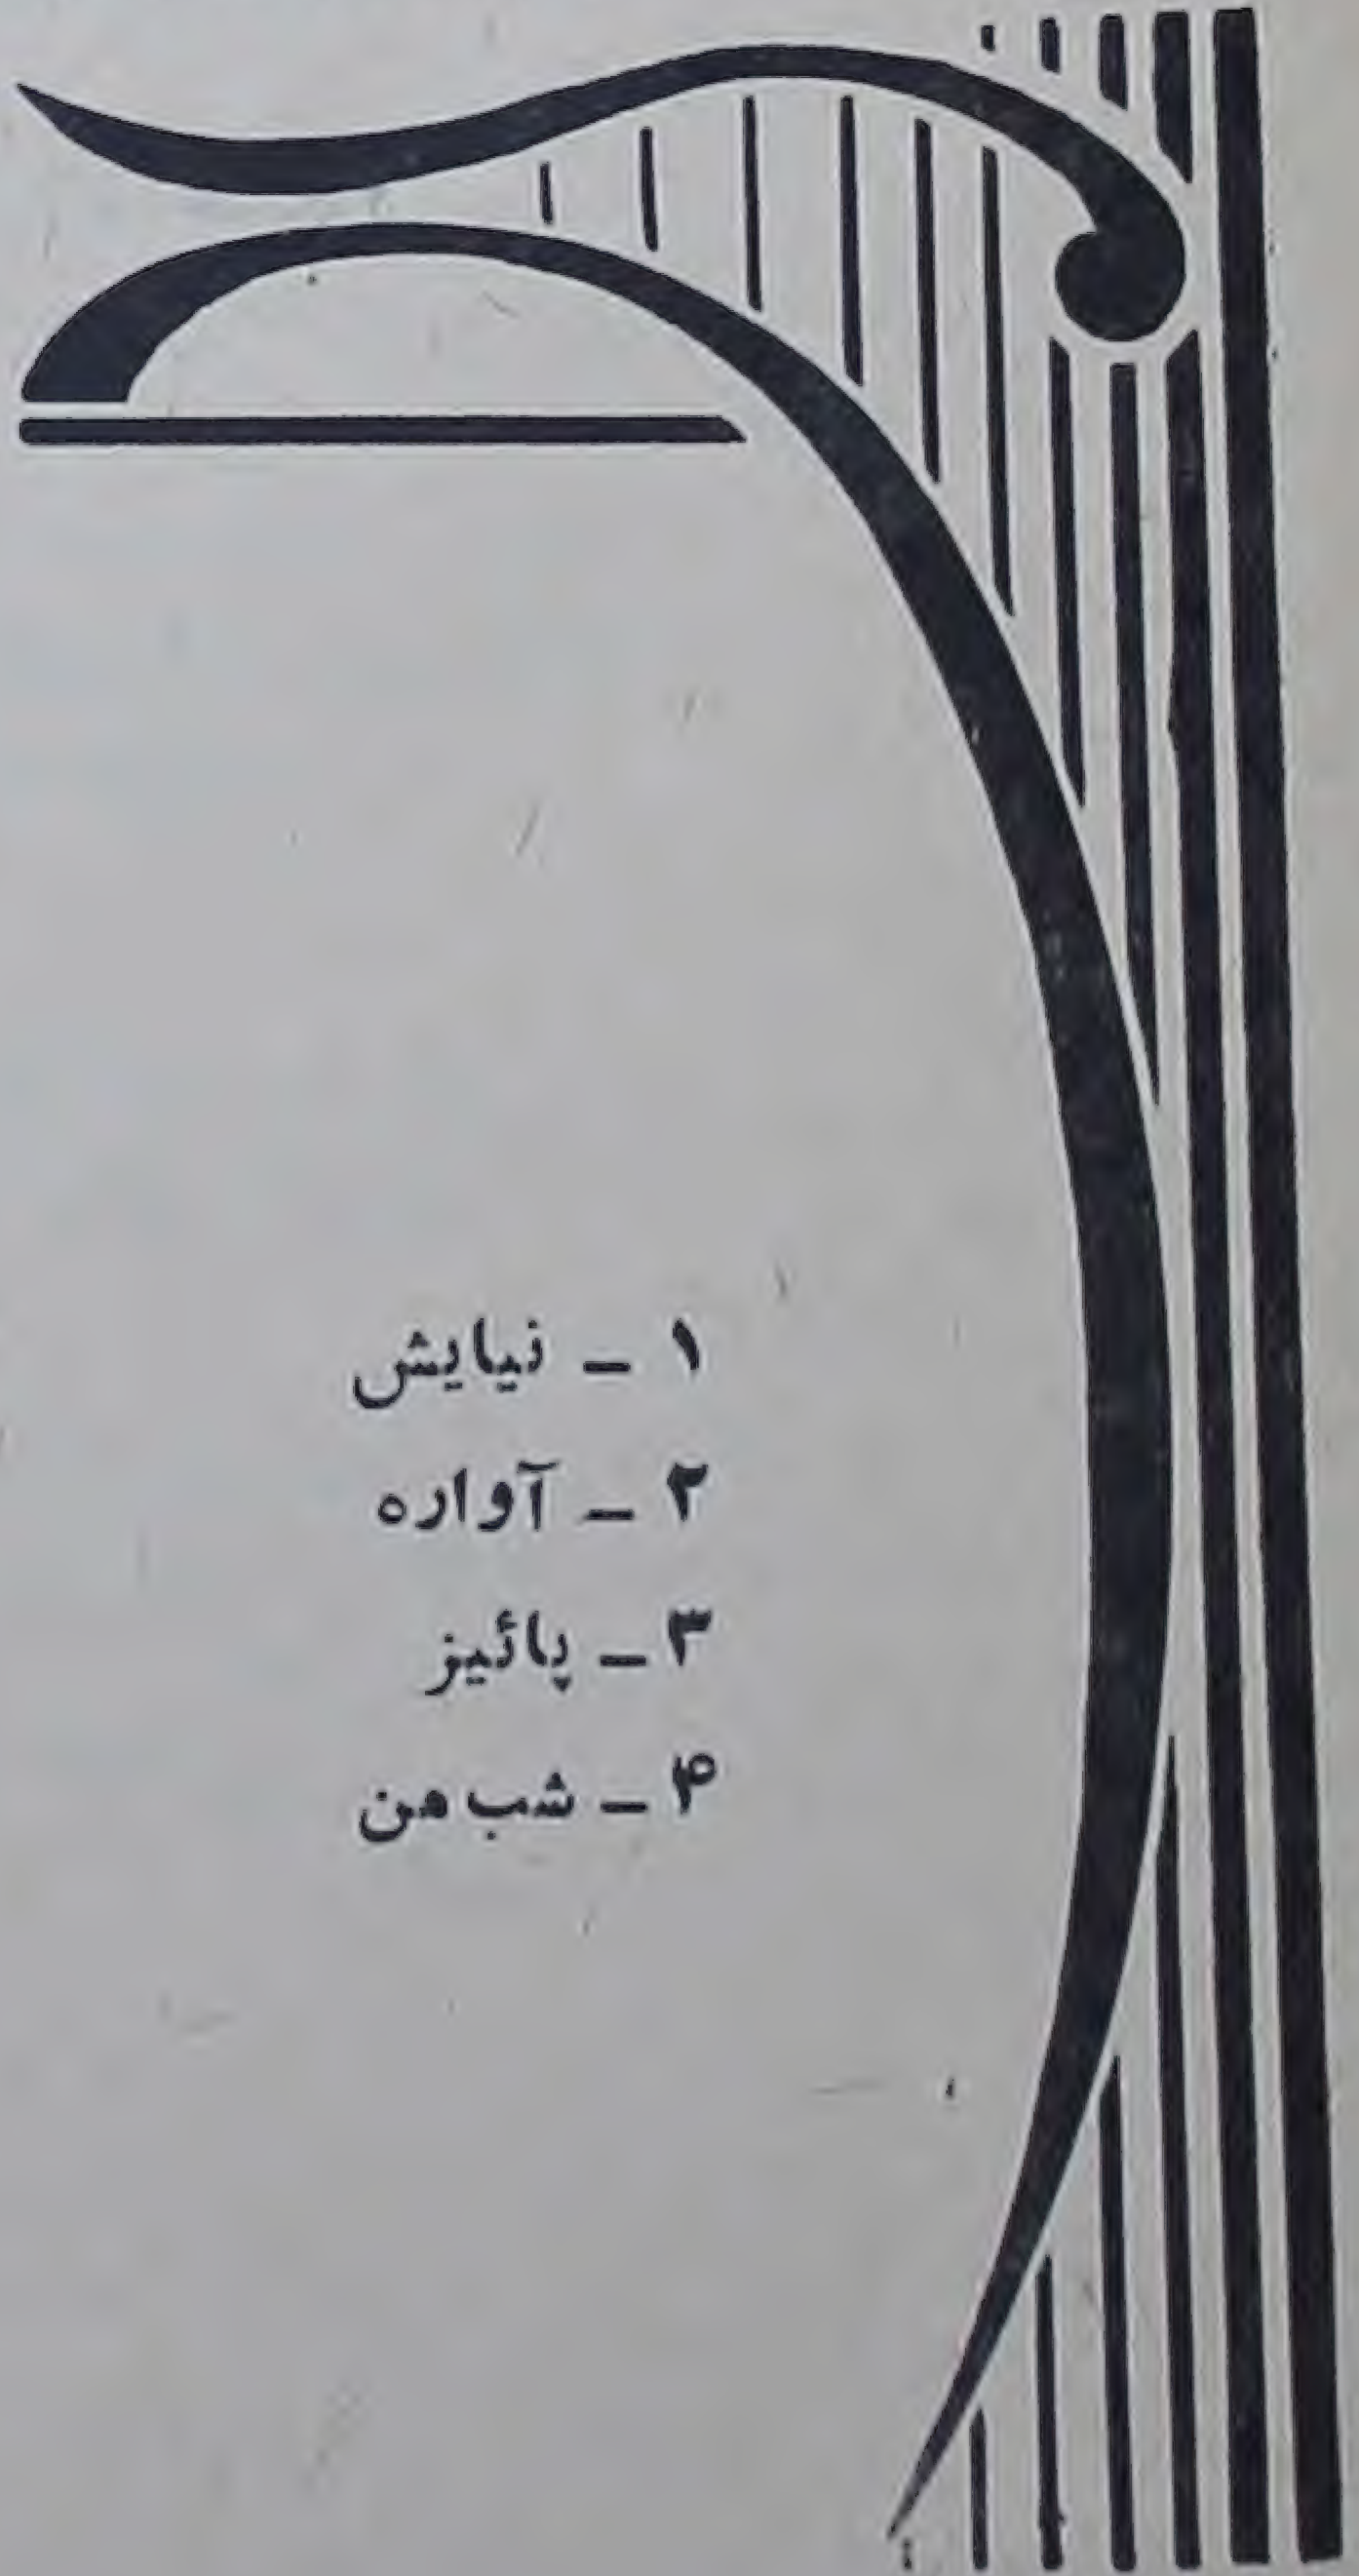 ۱ - نیایش
۲ - آواره
۳ - پائیز
۴ - شب من